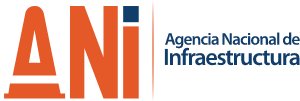 ANi
Agencia Nacional de
Infraestructura